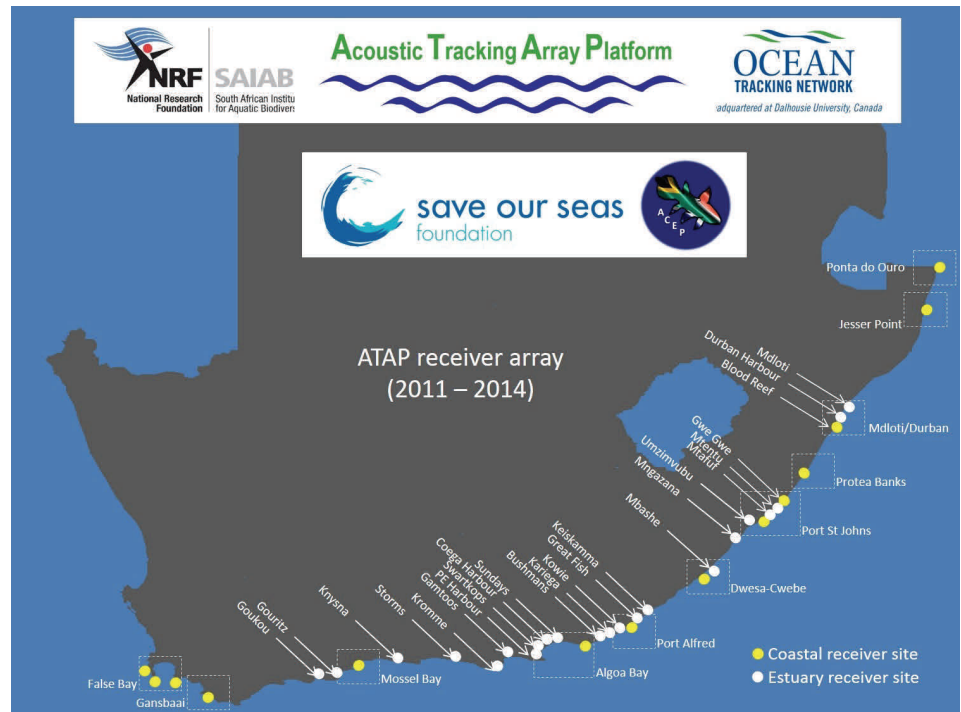 NRF
National Research
Foundation
SAIAB
South African Institu
for Aquatic Biodivers
Acoustic Tracking Array Platform
OCEAN
TRACKING NETWORK
adquartered at Dalhousie University, Canada
save our seas
foundation
ACEP
ATAP receiver array
(2011 – 2014)
Ponta do Ouro
Jesser Point
Mdloti
Durban Harbour
Blood Reef
Mdloti/Durban
Gwe Gwe
Mtentu
Mtafuf
Umzimvubu
Mngazana
Protea Banks
Port St Johns
Mbashe
Dwesa-Cwebe
Keiskamma
Great Fish
Kowie
Kariega
Bushmans
Port Alfred
Sundays
Coega Harbour
Swartkops
PE Harbour
Gamtoos
Kromme
Algoa Bay
Storms
Knysna
Gouritz
Goukou
Mossel Bay
False Bay
Gansbaai
Coastal receiver site
Estuary receiver site